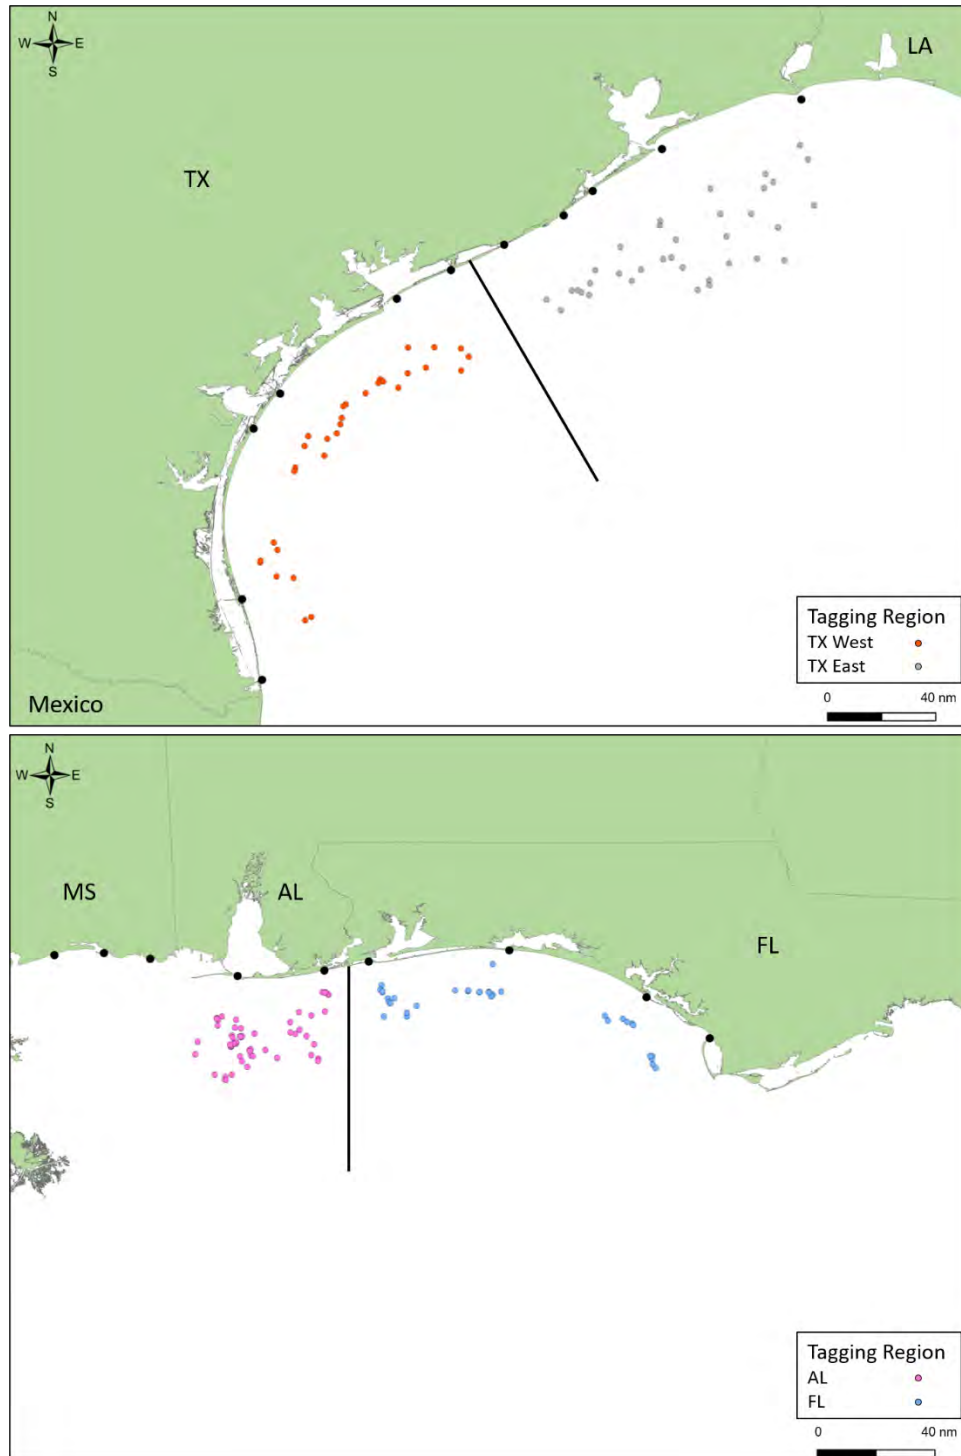 N
W E
S
LA
TX
Tagging Region
TX West
TX East
0 40 nm
Mexico
N
W E
S
MS
AL
FL
Tagging Region
AL
FL
0 40 nm